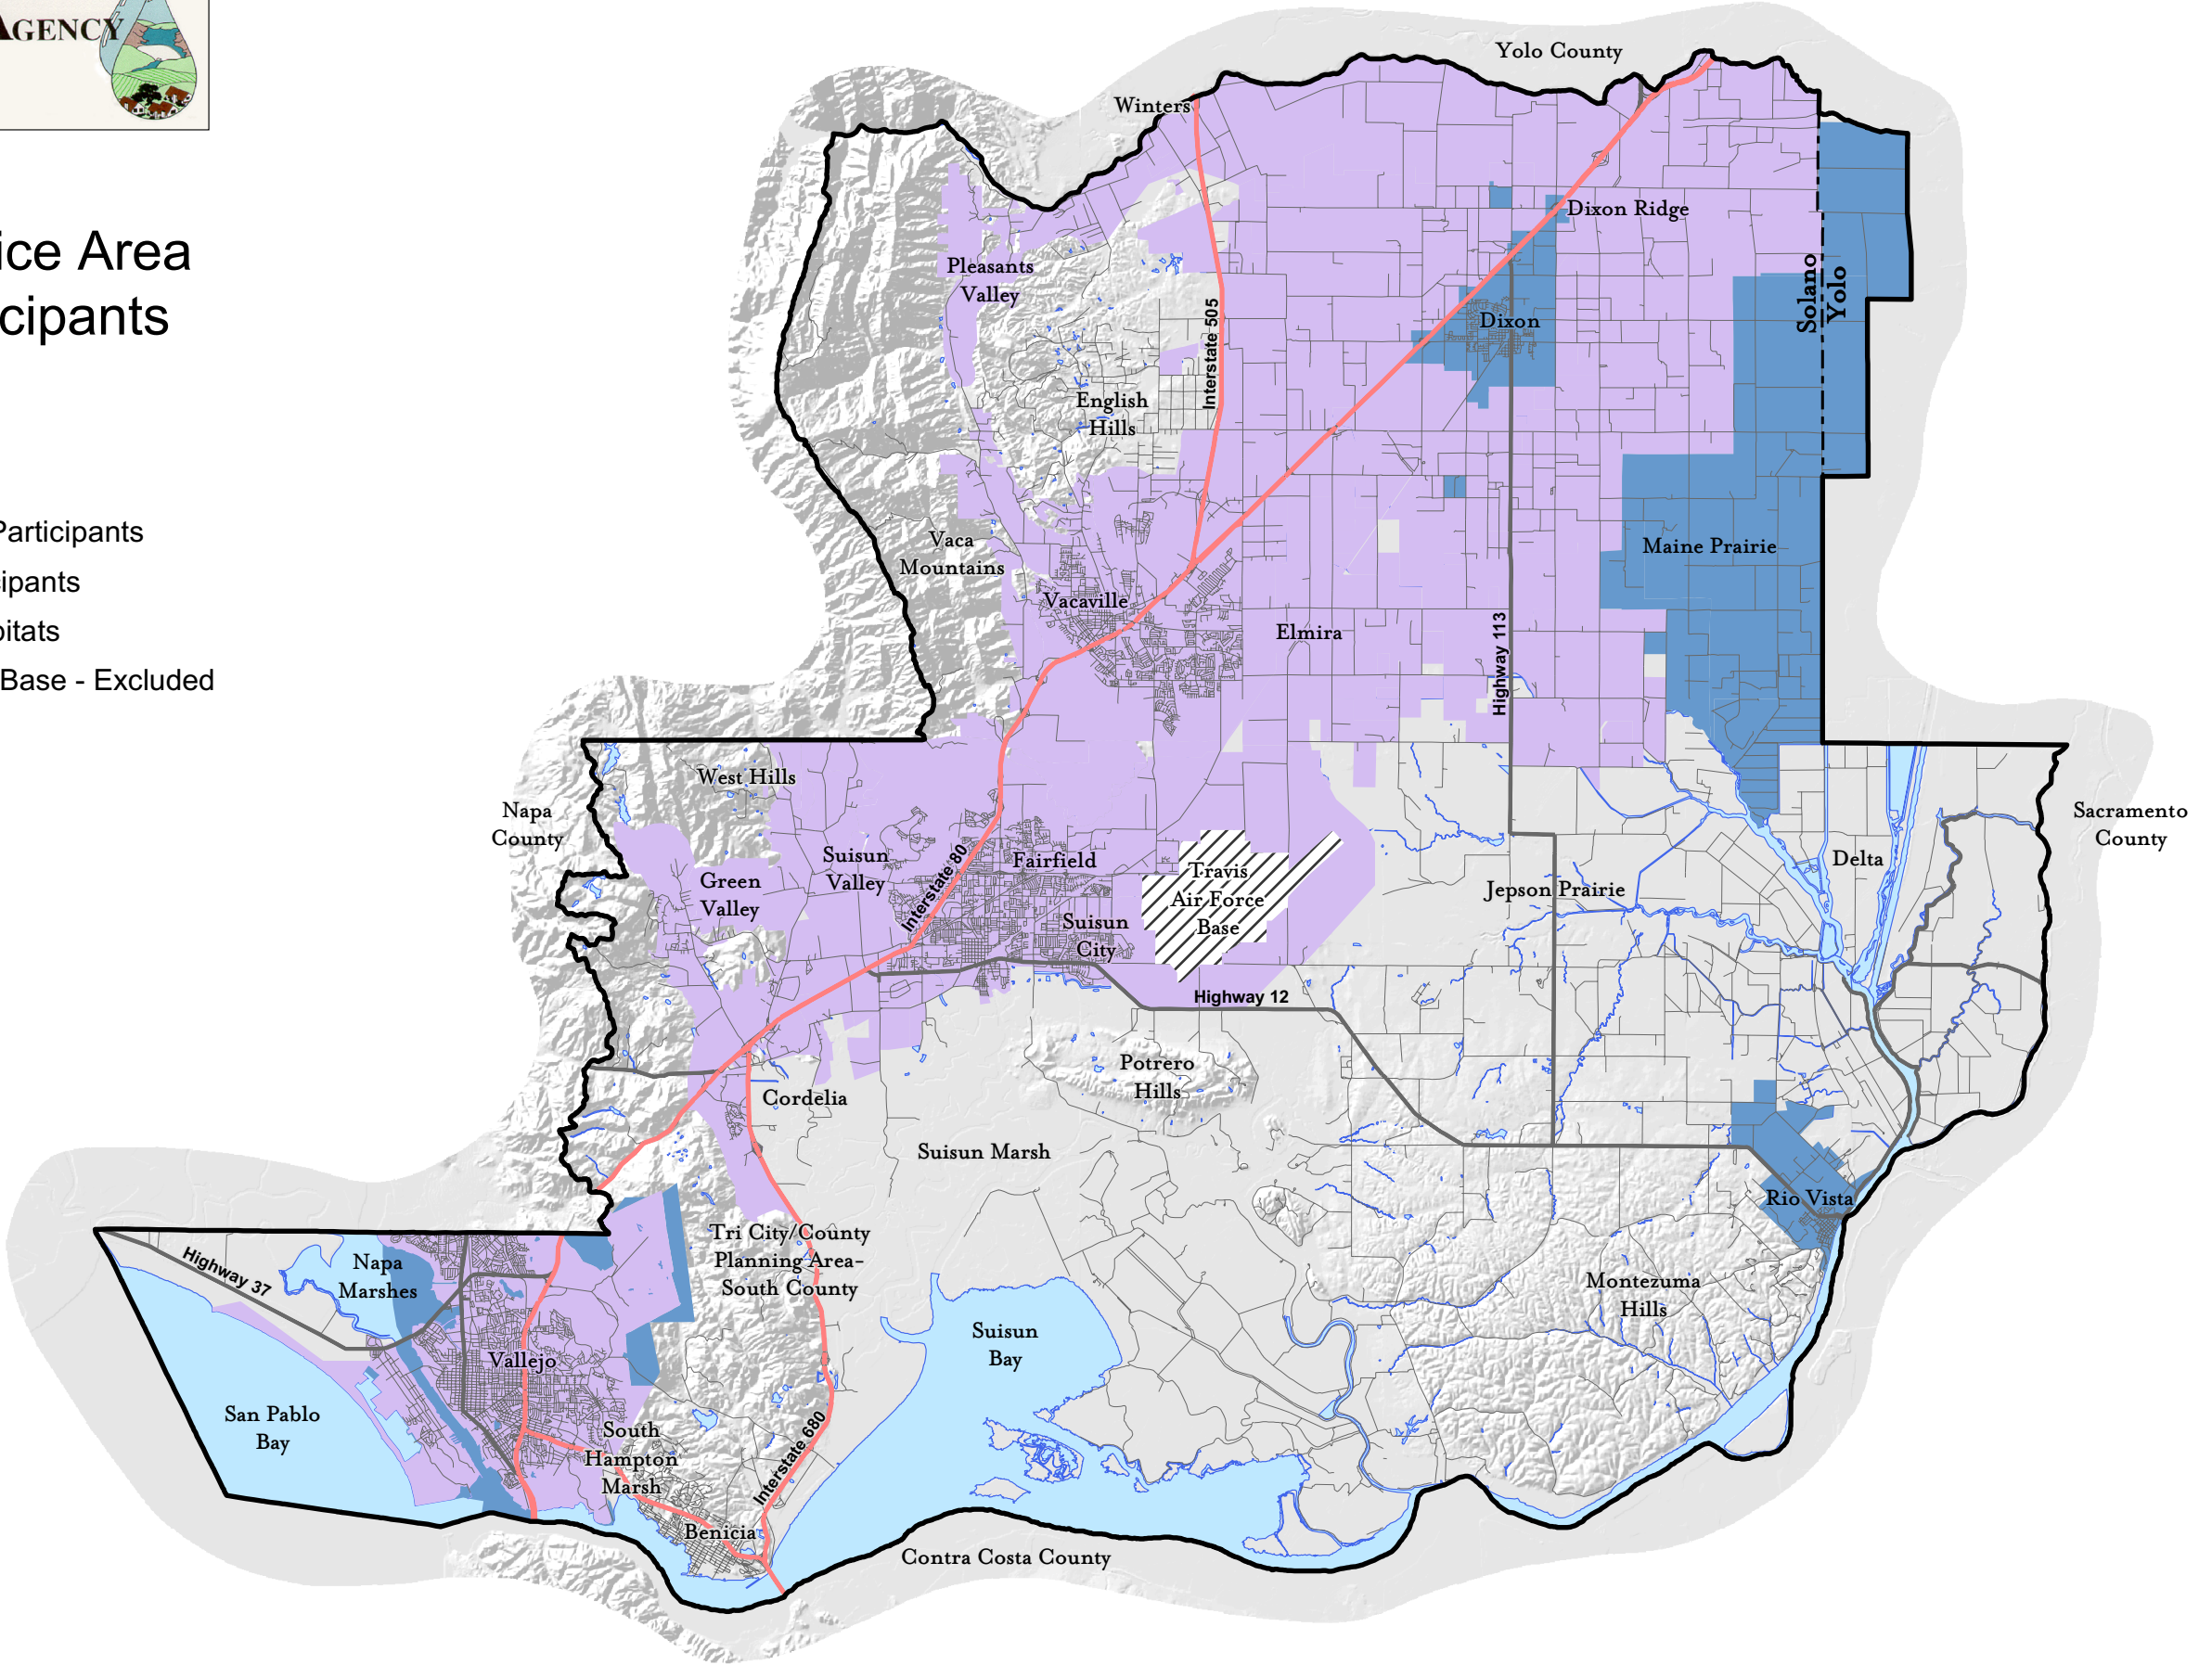 AGENCY
ice Area
cipants
Participants
cipants
bitats
Base - Excluded
Yolo County
Winters
Dixon Ridge
Pleasants
Valley
Solano
Yolo
Interstate 505
Dixon
English
Hills
Vaca
Mountains
Maine Prairie
Vacaville
Elmira
Highway 113
West Hills
Napa
County
Sacramento
County
Suisun
Valley
Interstate 80
Fairfield
Travis
Air Force
Base
Delta
Green
Valley
Jepson Prairie
Suisun
City
Highway 12
Potrero
Hills
Cordelia
Suisun Marsh
Rio Vista
Tri City/County
Planning Area-
South County
Highway 37
Napa
Marshes
Montezuma
Hills
Suisun
Bay
Vallejo
San Pablo
Bay
South
Hampton
Marsh
Interstate 680
Benicia
Contra Costa County